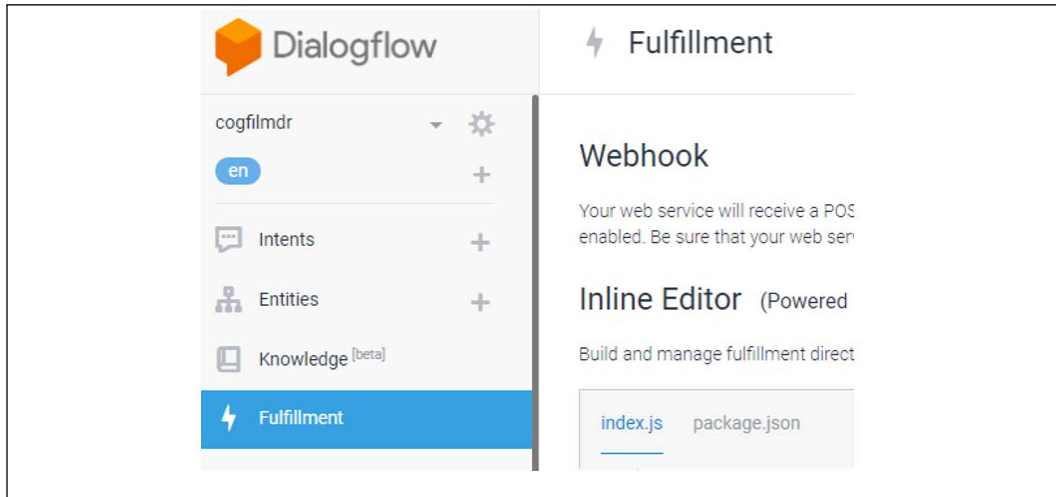 Dialogflow
cogfilmdr
en
Intents
Entities
Knowledge [beta]
Fulfillment
Fulfillment
Webhook
Your web service will receive a POS
enabled. Be sure that your web ser
Inline Editor (Powered
Build and manage fulfillment direct
index.js package.json